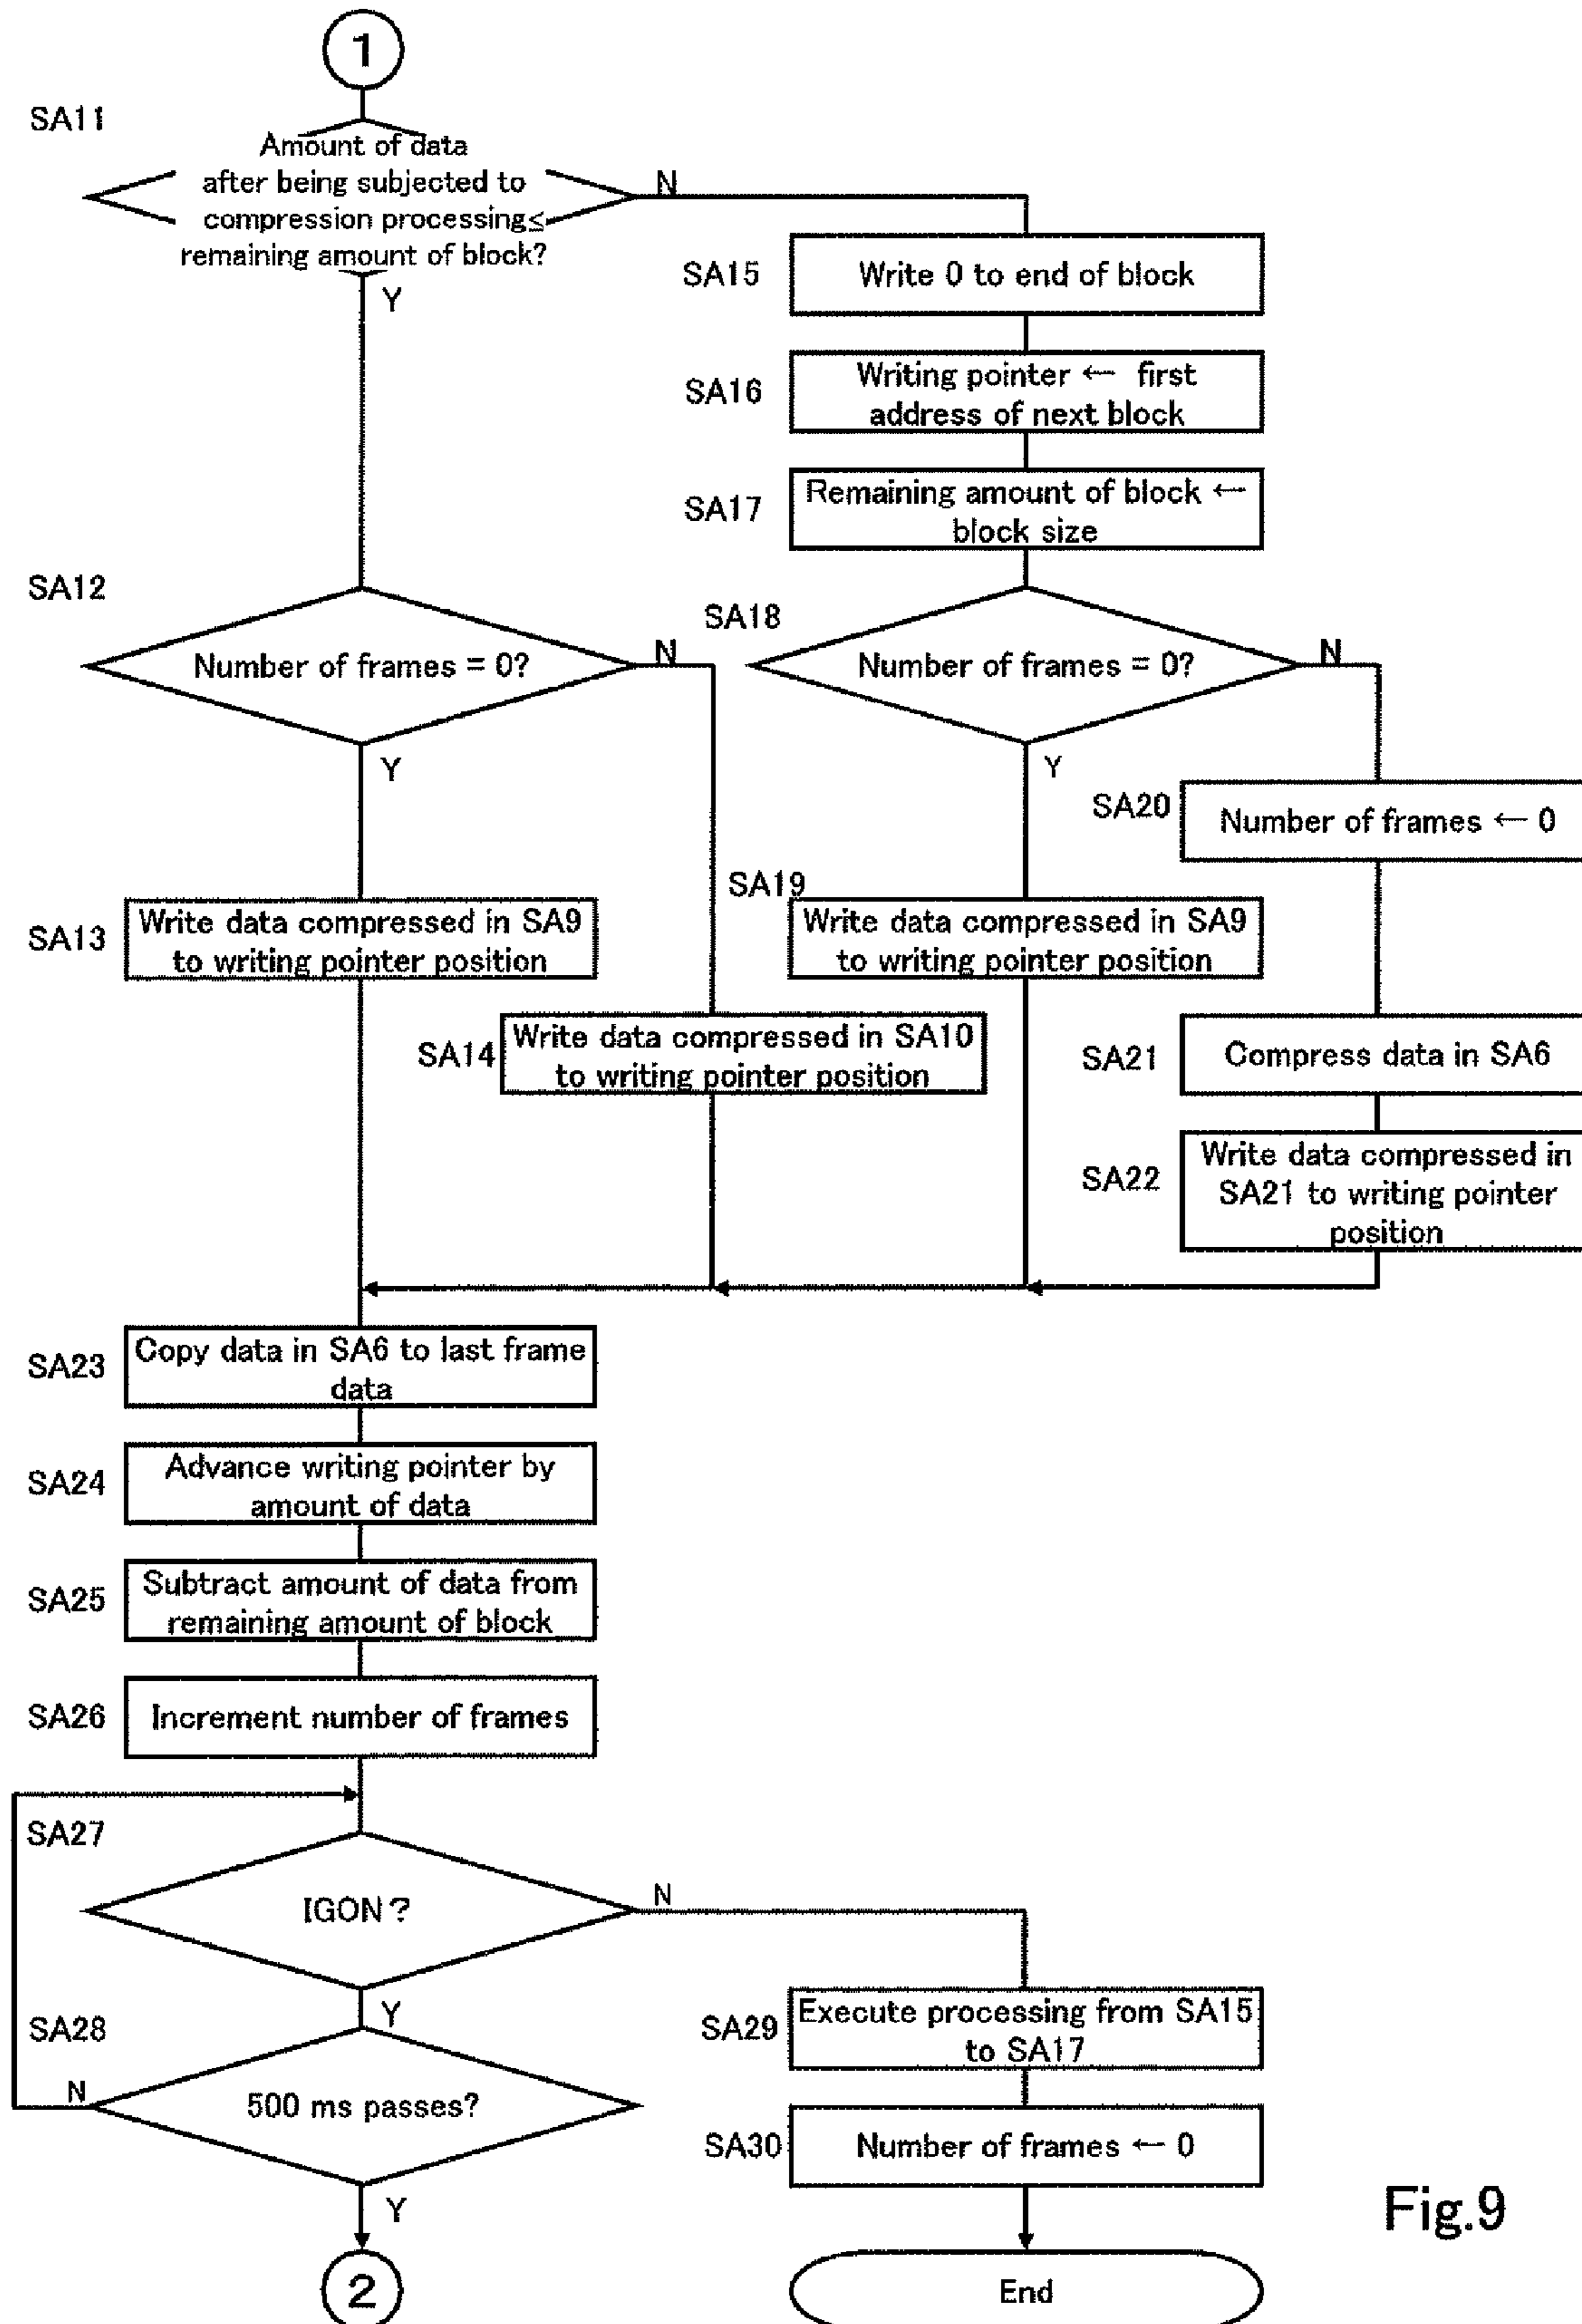 1
SA11
Amount of data
after being subjected to
compression processing≤
remaining amount of block?
N
Y
SA15
Write 0 to end of block
SA16
Writing pointer ← first
address of next block
SA17
Remaining amount of block ←
block size
SA12
Number of frames = 0?
N
Y
SA18
Number of frames = 0?
N
Y
SA20
Number of frames ← 0
SA13
Write data compressed in SA9
to writing pointer position
SA19
Write data compressed in SA9
to writing pointer position
SA14
Write data compressed in SA10
to writing pointer position
SA21
Compress data in SA6
SA22
Write data compressed in
SA21 to writing pointer
position
SA23
Copy data in SA6 to last frame
data
SA24
Advance writing pointer by
amount of data
SA25
Subtract amount of data from
remaining amount of block
SA26
Increment number of frames
SA27
IGON?
N
Y
SA28
500 ms passes?
N
Y
SA29
Execute processing from SA15
to SA17
SA30
Number of frames ← 0
2
End
Fig.9